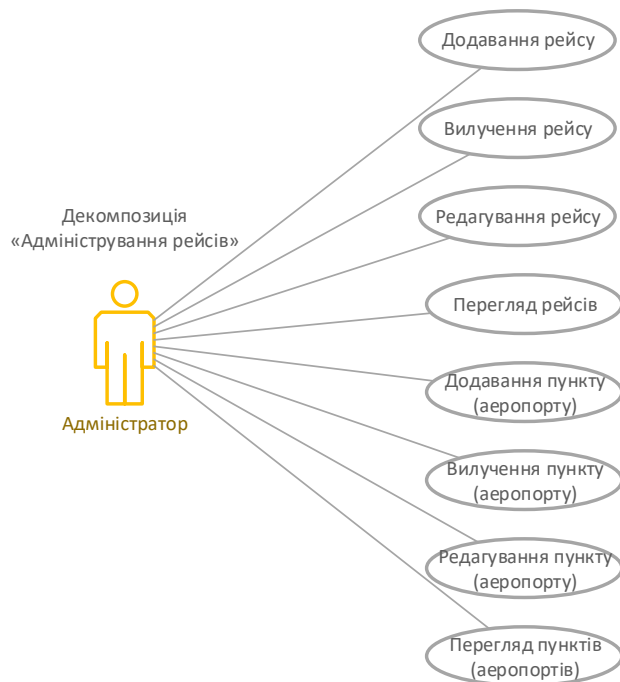 Додавання рейсу
Вилучення рейсу
Декомпозиція
«Адміністрування рейсів»
Редагування рейсу
Перегляд рейсів
Додавання пункту
(аеропорту)
Адміністратор
Вилучення пункту
(аеропорту)
Редагування пункту
(аеропорту)
Перегляд пунктів
(аеропортів)